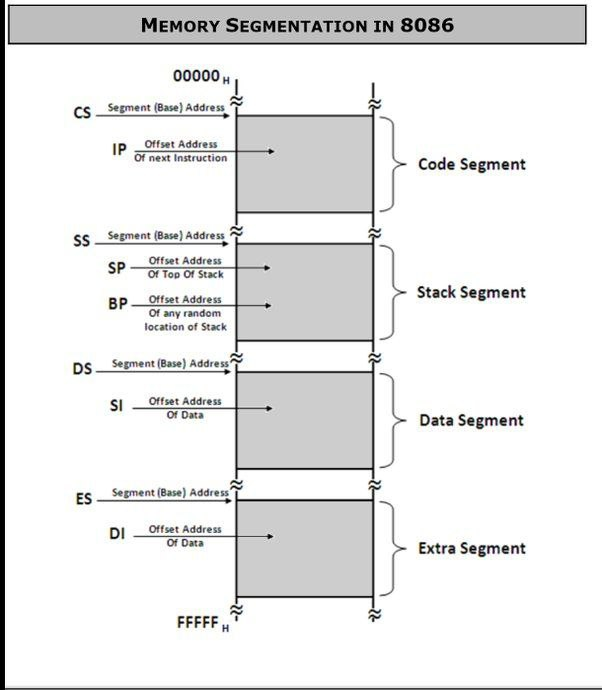 MEMORY SEGMENTATION IN 8086
00000 H
CS Segment (Base) Address
IP Offset Address
Of next Instruction
Code Segment
SS Segment (Base) Address
SP Offset Address
Of Top Of Stack
BP Offset Address
Of any random
location of Stack
Stack Segment
DS Segment (Base) Address
SI Offset Address
Of Data
Data Segment
ES Segment (Base) Address
DI Offset Address
Of Data
Extra Segment
FFFFF H